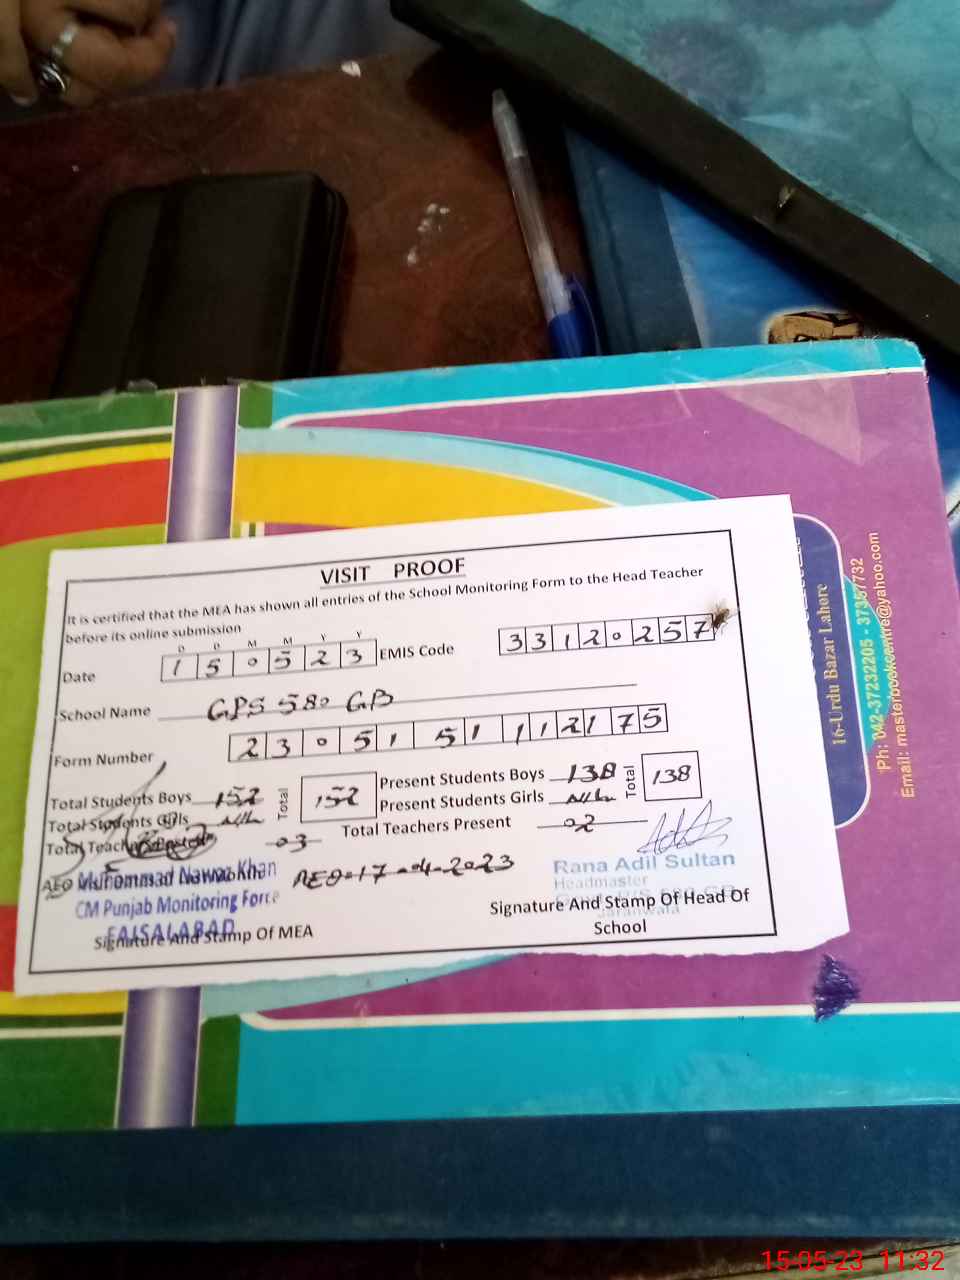 VISIT PROOF
It is certified that the MEA has shown all entries of the School Monitoring Form to the Head Teacher
before its online submission
D D M M Y Y
Date 1 5 0 5 2 3 EMIS Code 3 3 1 2 0 2 5 7
School Name GPS 580 GB
Form Number 2 3 0 5 1 5 1 1 1 2 1 7 5
Total Students Boys 152 Total 152 Present Students Boys 138 Total 138
Total Students Girls Nil Present Students Girls Nil
Total Teachers 03 Total Teachers Present 02
AEO AEO-17-04-2023
Muhammad Nawaz Khan
CM Punjab Monitoring Force
FAISALABAD
Signature And Stamp Of MEA
Rana Adil Sultan
Headmaster
Jaranwala
Signature And Stamp Of Head Of
School
16-Urdu Bazar Lahore
Ph: 042-37232205 - 37357732
Email: masterbookcentre@yahoo.com
15-05-23 11:32